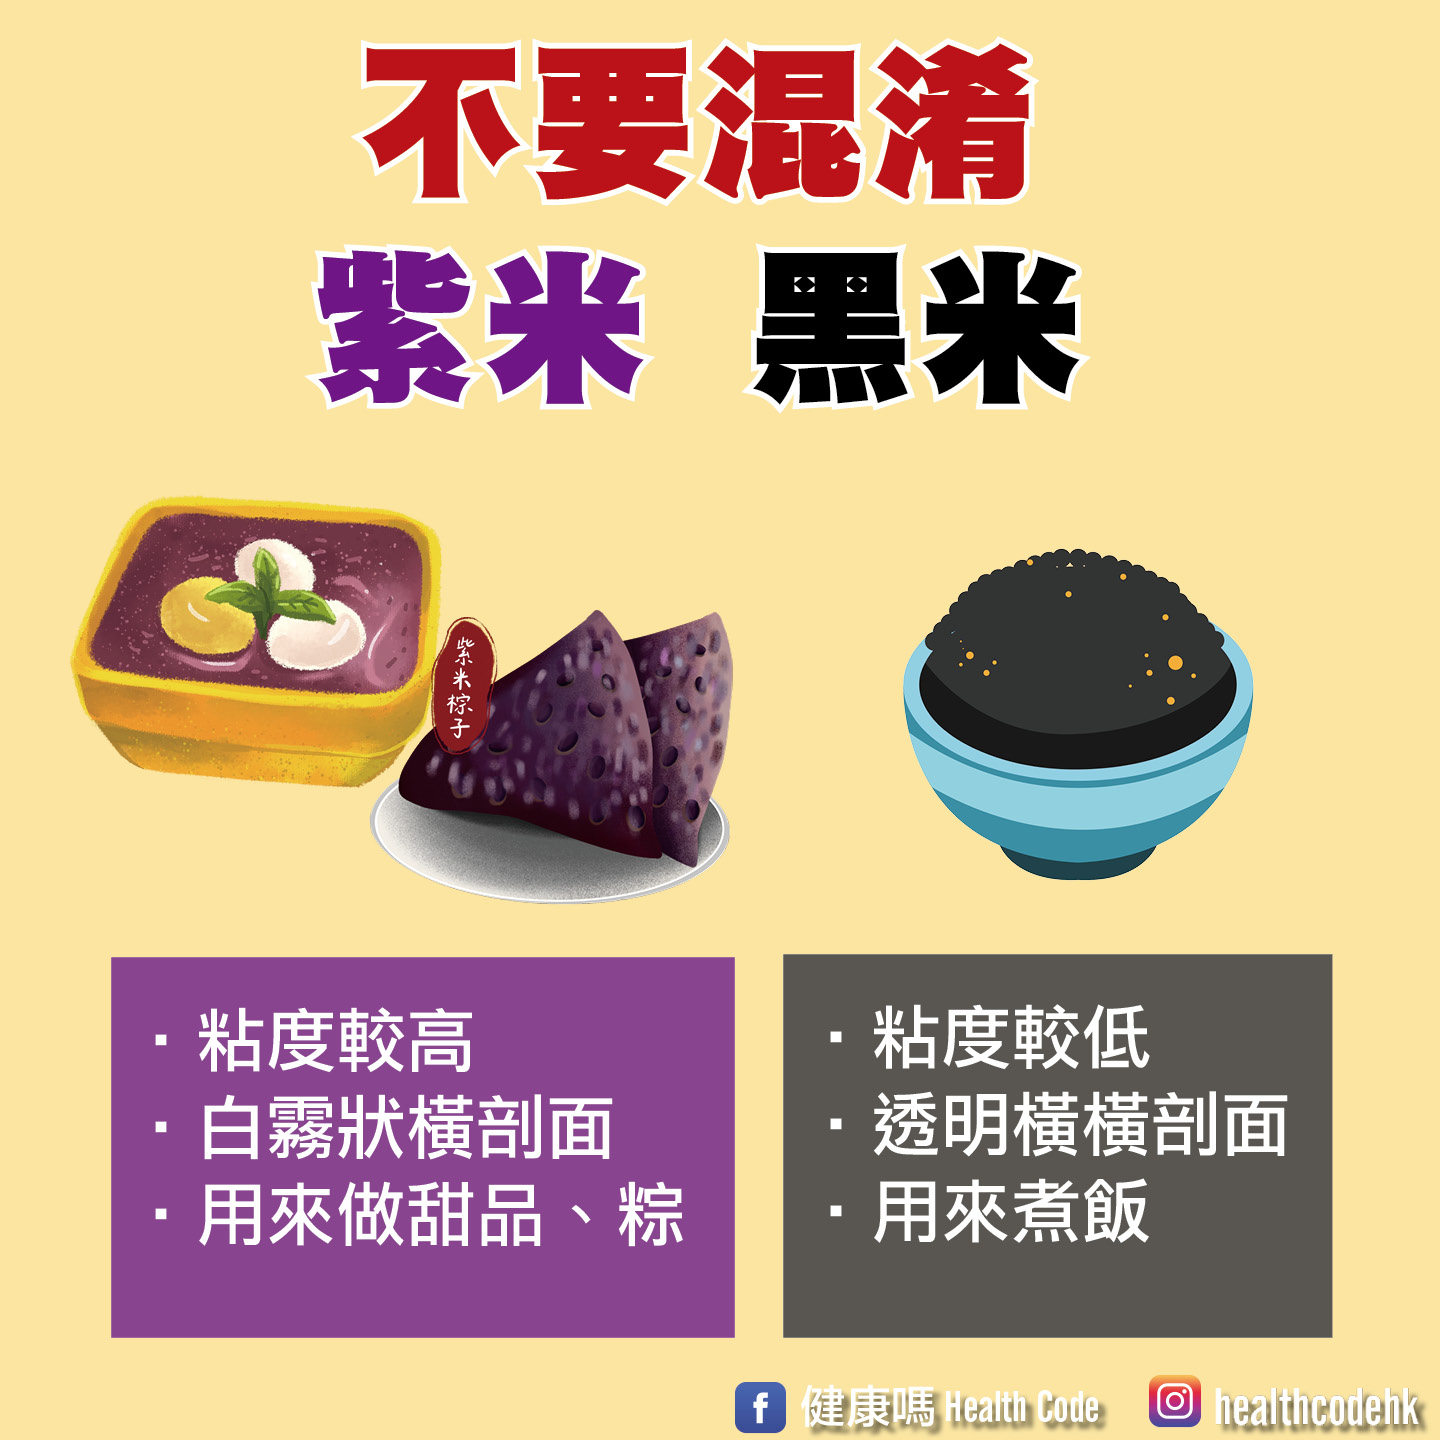 不要混淆
紫米 黑米
紫米粽子
· 粘度較高
· 白霧狀橫剖面
· 用來做甜品、粽
· 粘度較低
· 透明橫橫剖面
· 用來煮飯
健康嗎 Health Code
healthcodehk